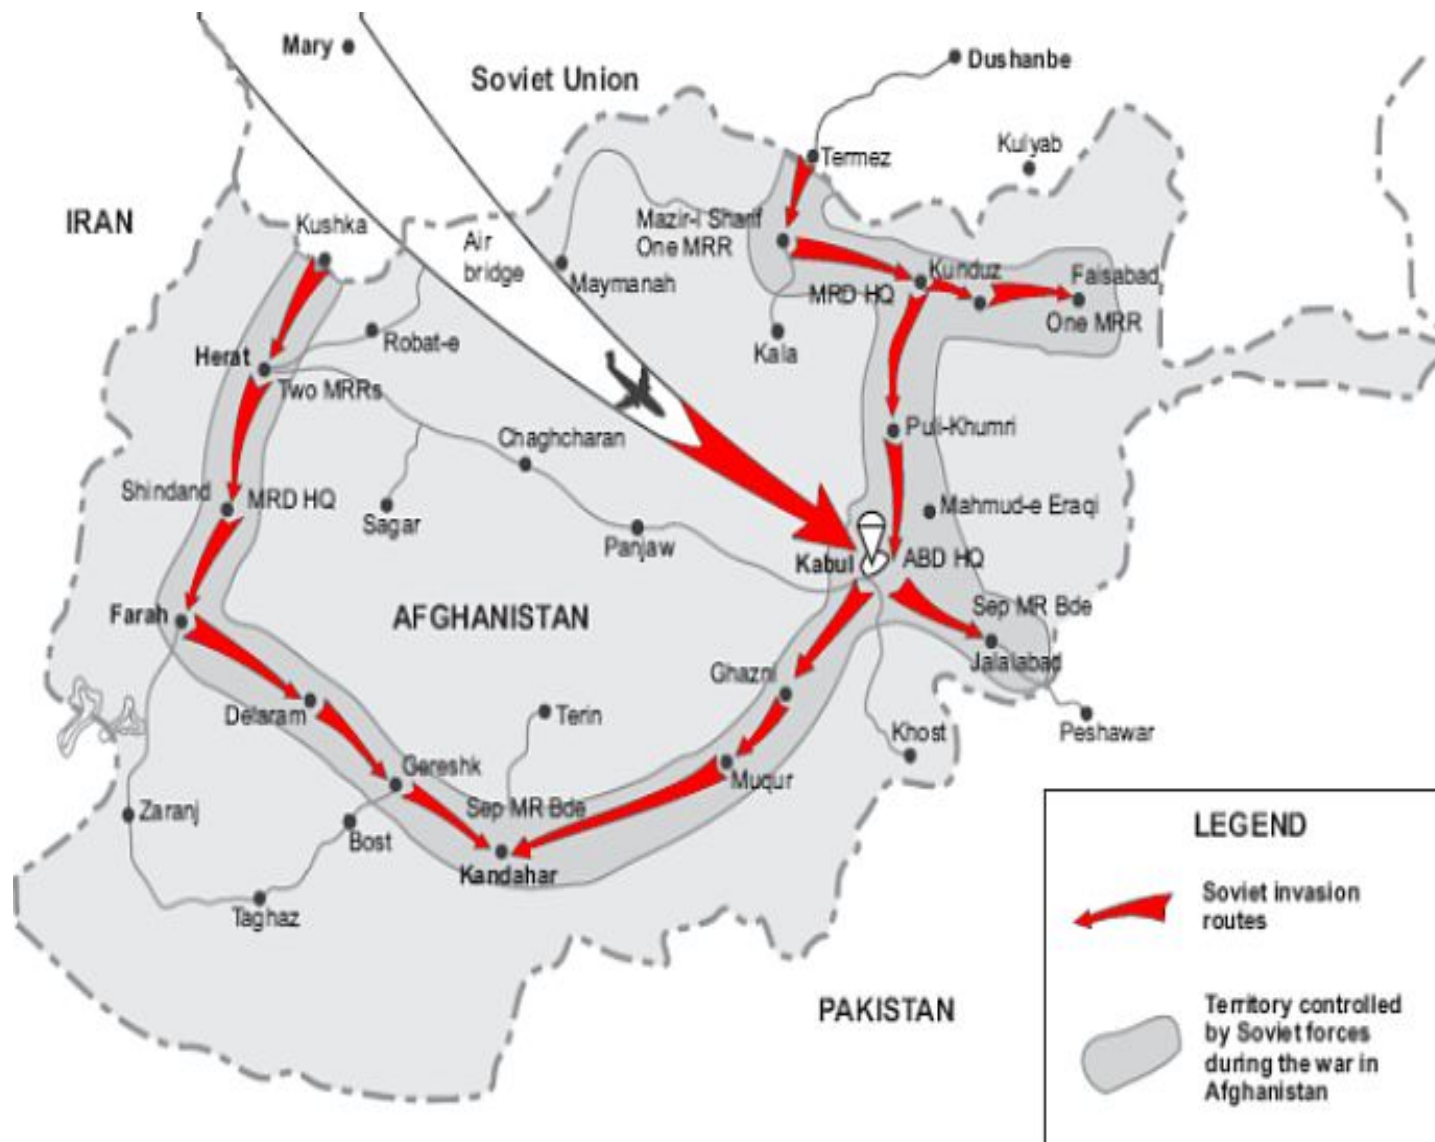 Mary
Soviet Union
Dushanbe
Kulyab
Termez
IRAN
Kushka
Air
bridge
Mazir-i Sharif
One MRR
Maymanah
Kunduz
MRD HQ
Faisabad
One MRR
Robat-e
Kala
Herat
Two MRRs
Chaghcharan
Puli-Khumri
Shindand
MRD HQ
Sagar
Panjaw
Mahmud-e Eraqi
Kabul
ABD HQ
Farah
AFGHANISTAN
Sep MR Bde
Jalalabad
Ghazni
Delaram
Terin
Khost
Peshawar
Gereshk
Muqur
Zaranj
Bost
Sep MR Bde
Kandahar
Taghaz
PAKISTAN
LEGEND
Soviet invasion
routes
Territory controlled
by Soviet forces
during the war in
Afghanistan